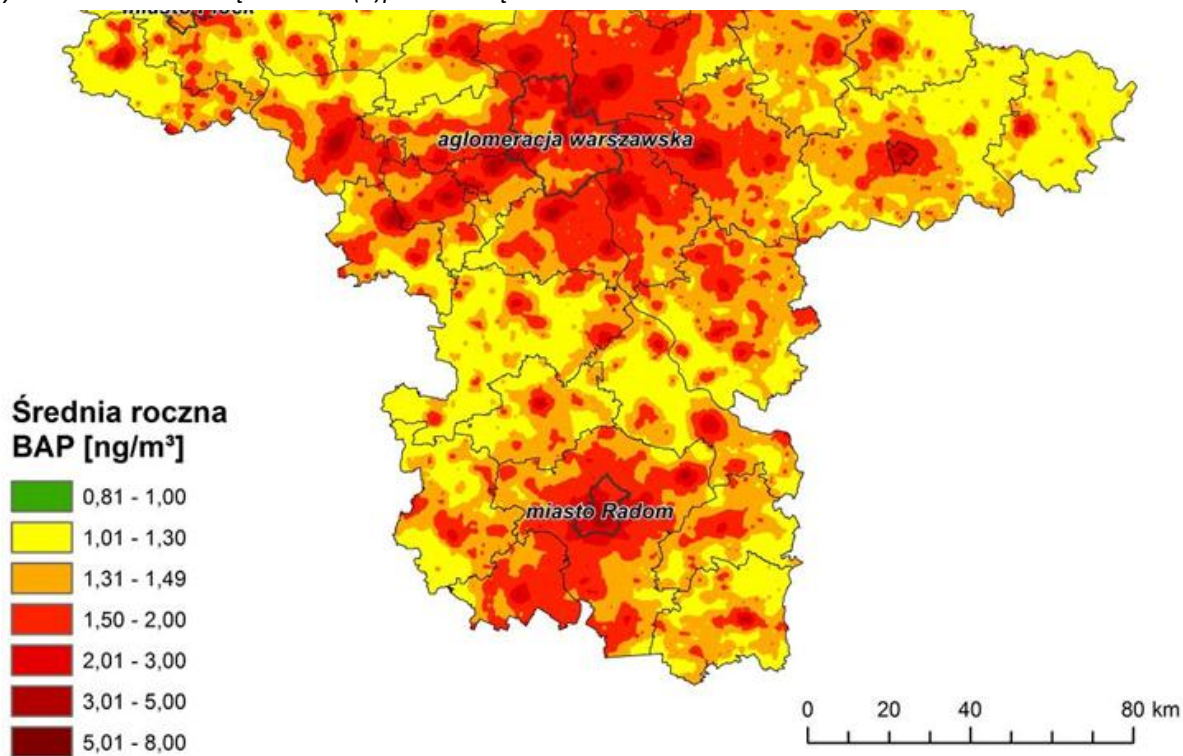 aglomeracja warszawska
miasto Radom
Średnia roczna
BAP [ng/m³]
0,81 - 1,00
1,01 - 1,30
1,31 - 1,49
1,50 - 2,00
2,01 - 3,00
3,01 - 5,00
5,01 - 8,00
0 20 40 80 km